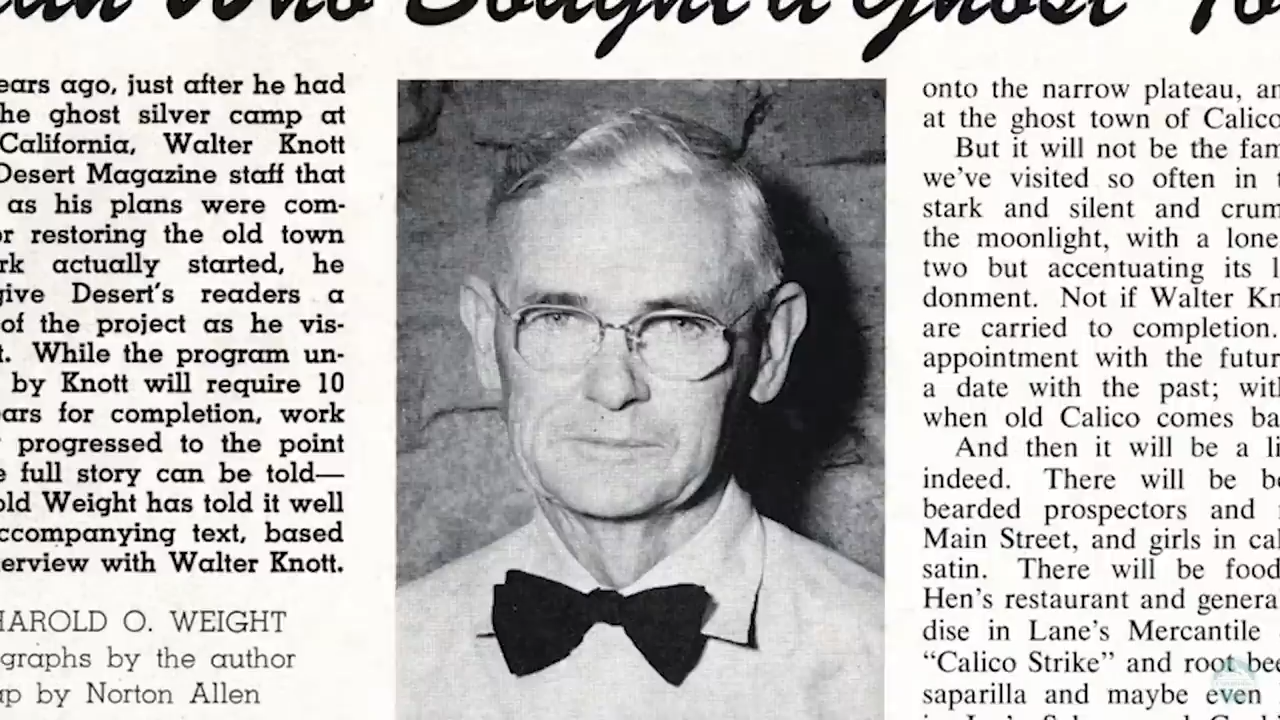 Who Bought a Ghost
ears ago, just after he had
he ghost silver camp at
California, Walter Knott
Desert Magazine staff that
as his plans were com-
or restoring the old town
rk actually started, he
give Desert's readers a
of the project as he vis-
t. While the program un-
by Knott will require 10
ars for completion, work
progressed to the point
e full story can be told—
old Weight has told it well
ccompanying text, based
erview with Walter Knott.
HAROLD O. WEIGHT
graphs by the author
ap by Norton Allen
onto the narrow plateau, an
at the ghost town of Calico
But it will not be the fam
we've visited so often in t
stark and silent and crum
the moonlight, with a lone
two but accentuating its l
donment. Not if Walter Kn
are carried to completion.
appointment with the futur
a date with the past; with
when old Calico comes ba
And then it will be a li
indeed. There will be be
bearded prospectors and
Main Street, and girls in cal
satin. There will be food
Hen's restaurant and genera
dise in Lane's Mercantile
"Calico Strike" and root bee
saparilla and maybe even